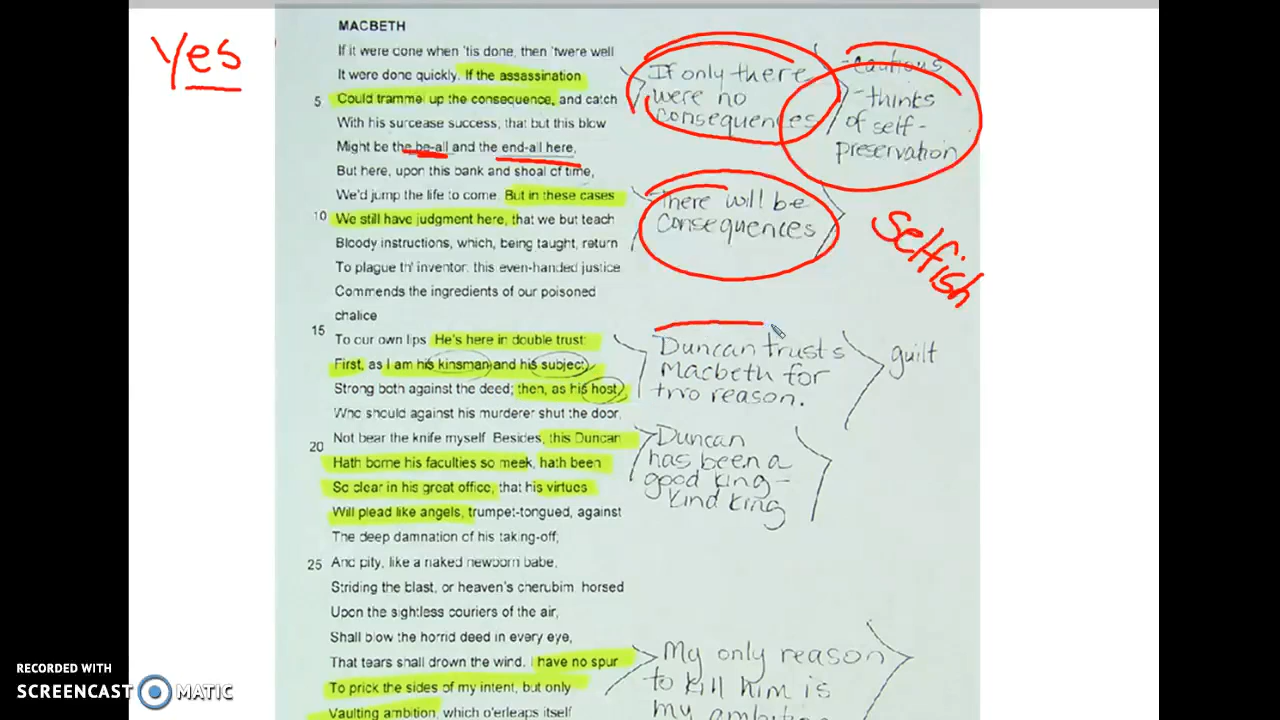 Yes
MACBETH
If it were done when 'tis done, then 'twere well
It were done quickly. If the assassination
5 Could trammel up the consequence, and catch
With his surcease success, that but this blow
Might be the be-all and the end-all here,
But here, upon this bank and shoal of time,
We'd jump the life to come. But in these cases
10 We still have judgment here, that we but teach
Bloody instructions, which, being taught, return
To plague th' inventor: this even-handed justice
Commends the ingredients of our poisoned
chalice
15 To our own lips. He's here in double trust:
First, as I am his kinsman and his subject,
Strong both against the deed; then, as his host,
Who should against his murderer shut the door,
Not bear the knife myself. Besides, this Duncan
20 Hath borne his faculties so meek, hath been
So clear in his great office, that his virtues
Will plead like angels, trumpet-tongued, against
The deep damnation of his taking-off;
25 And pity, like a naked newborn babe,
Striding the blast, or heaven's cherubim horsed
Upon the sightless couriers of the air,
Shall blow the horrid deed in every eye,
That tears shall drown the wind. I have no spur
To prick the sides of my intent, but only
Vaulting ambition, which o'erleaps itself
If only there
were no
consequences
-cautious
-thinks
of self-
preservation
There will be
consequences
selfish
Duncan trusts
Macbeth for
two reason.
guilt
Duncan
has been a
good king -
kind king
My only reason
to kill him is
my ambition
RECORDED WITH
SCREENCAST MATIC